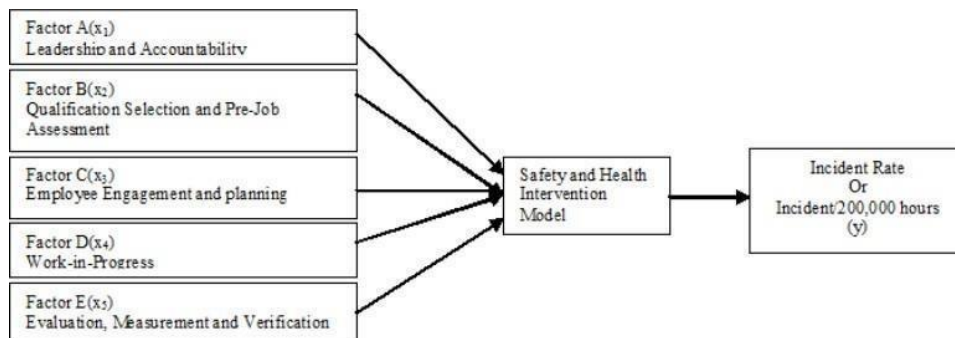 Factor A(x₁)
Leadership and Accountability
Factor B(x₂)
Qualification Selection and Pre-Job
Assessment
Factor C(x₃)
Employee Engagement and planning
Factor D(x₄)
Work-in-Progress
Factor E(x₅)
Evaluation, Measurement and Verification
Safety and Health
Intervention
Model
Incident Rate
Or
Incident/200,000 hours
(y)